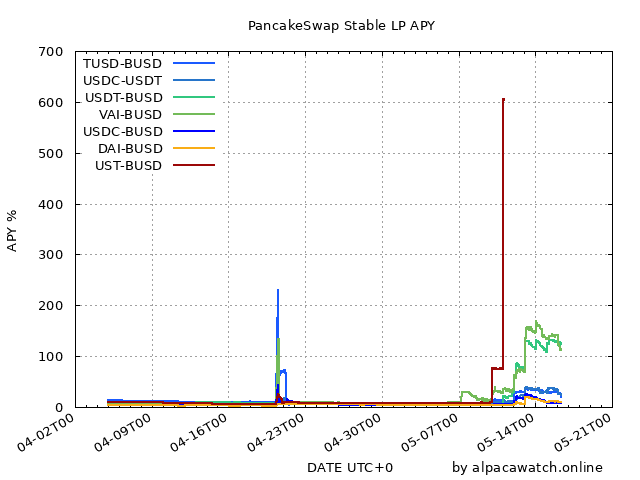 PancakeSwap Stable LP APY
700
600
500
400
300
200
100
0
APY %
TUSD-BUSD
USDC-USDT
USDT-BUSD
VAI-BUSD
USDC-BUSD
DAI-BUSD
UST-BUSD
04-02T00
04-09T00
04-16T00
04-23T00
04-30T00
05-07T00
05-14T00
05-21T00
DATE UTC+0
by alpacawatch.online